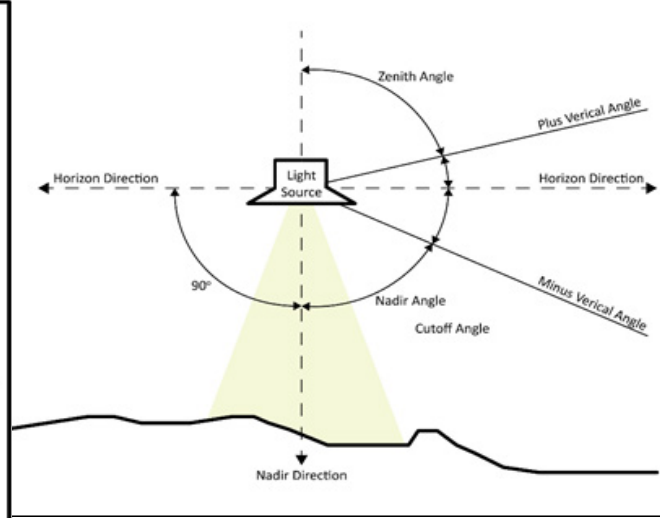 Zenith Angle
Plus Verical Angle
Horizon Direction
Light
Source
Horizon Direction
90°
Nadir Angle
Minus Verical Angle
Cutoff Angle
Nadir Direction